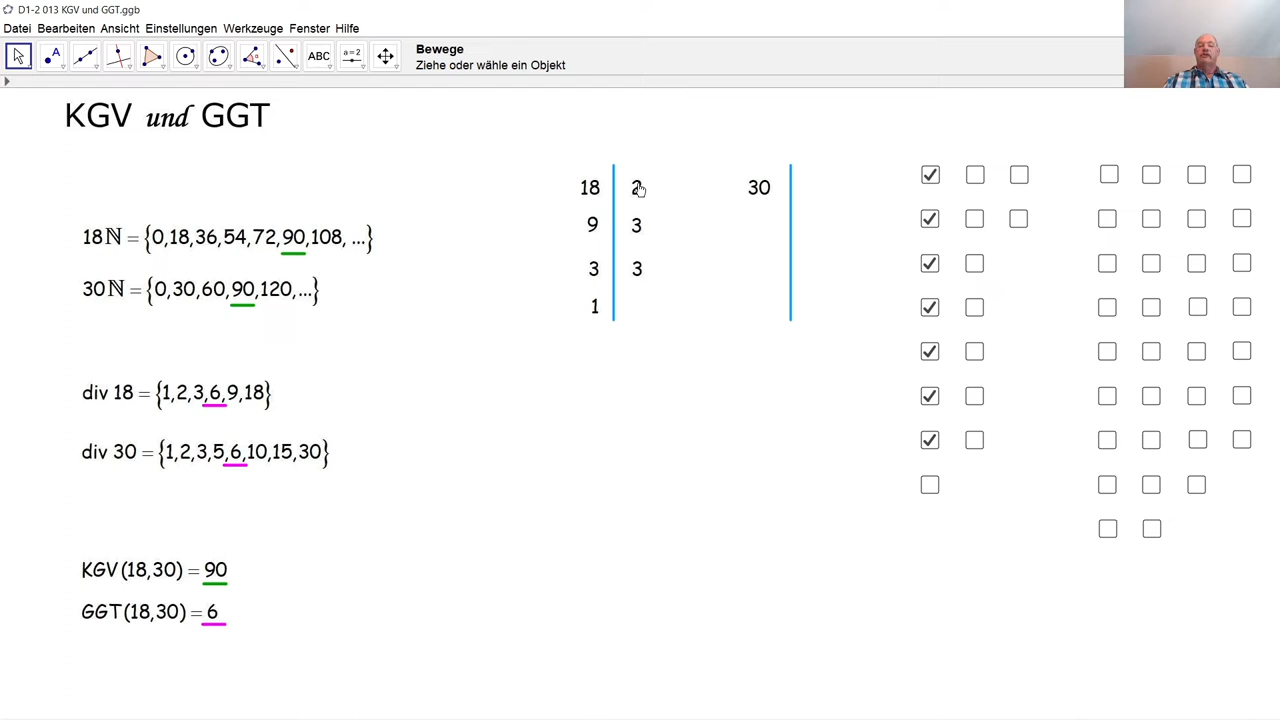 D1-2 013 KGV und GGT.ggb
Datei Bearbeiten Ansicht Einstellungen Werkzeuge Fenster Hilfe
A ABC a=2
Bewege
Ziehe oder wähle ein Objekt
KGV und GGT
18 2 30
9 3
18ℕ = {0,18,36,54,72,90,108, ...}
3 3
30ℕ = {0,30,60,90,120,...}
1
div 18 = {1,2,3,6,9,18}
div 30 = {1,2,3,5,6,10,15,30}
KGV(18,30) = 90
GGT(18,30) = 6